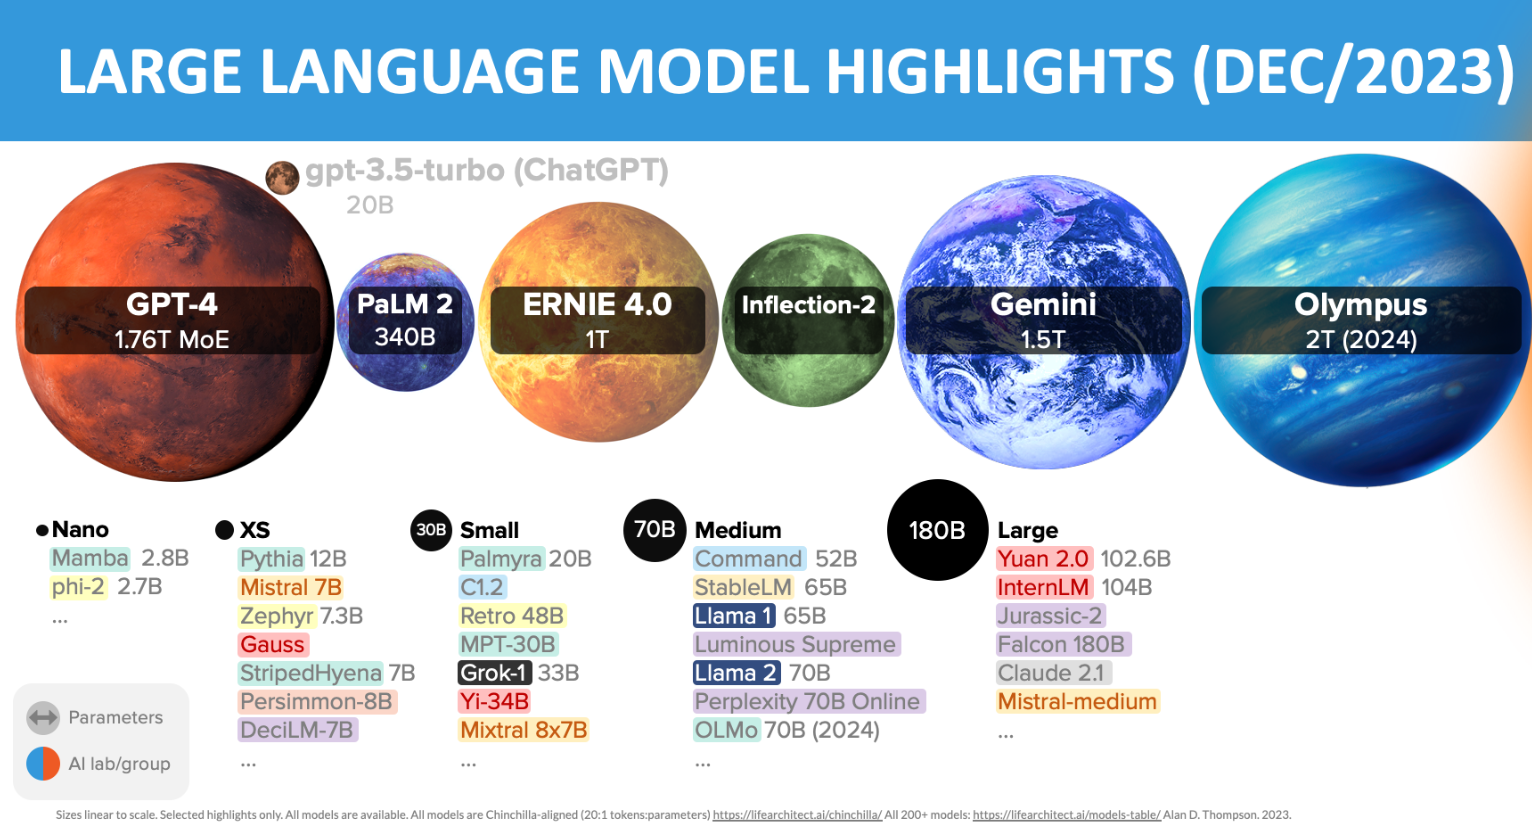 LARGE LANGUAGE MODEL HIGHLIGHTS (DEC/2023)
gpt-3.5-turbo (ChatGPT)
20B
GPT-4
1.76T MoE
PaLM 2
340B
ERNIE 4.0
1T
Inflection-2
Gemini
1.5T
Olympus
2T (2024)
Nano
Mamba 2.8B
phi-2 2.7B
...
XS
Pythia 12B
Mistral 7B
Zephyr 7.3B
Gauss
StripedHyena 7B
Persimmon-8B
DeciLM-7B
...
30B
Small
Palmyra 20B
C1.2
Retro 48B
MPT-30B
Grok-1 33B
Yi-34B
Mixtral 8x7B
...
70B
Medium
Command 52B
StableLM 65B
Llama 1 65B
Luminous Supreme
Llama 2 70B
Perplexity 70B Online
OLMo 70B (2024)
...
180B
Large
Yuan 2.0 102.6B
InternLM 104B
Jurassic-2
Falcon 180B
Claude 2.1
Mistral-medium
...
Parameters
AI lab/group
Sizes linear to scale. Selected highlights only. All models are available. All models are Chinchilla-aligned (20:1 tokens:parameters) https://lifearchitect.ai/chinchilla/ All 200+ models: https://lifearchitect.ai/models-table/ Alan D. Thompson. 2023.